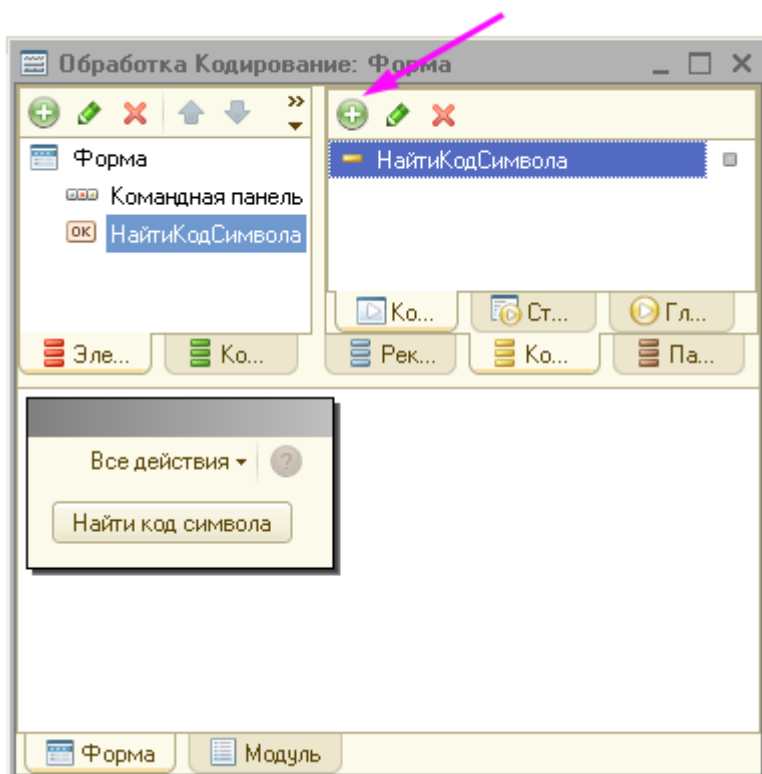 Обработка Кодирование: Форма
Форма
Командная панель
НайтиКодСимвола
НайтиКодСимвола
Ко...
Ст...
Гл...
Эле...
Ко...
Рек...
Ко...
Па...
Все действия
Найти код символа
Форма
Модуль